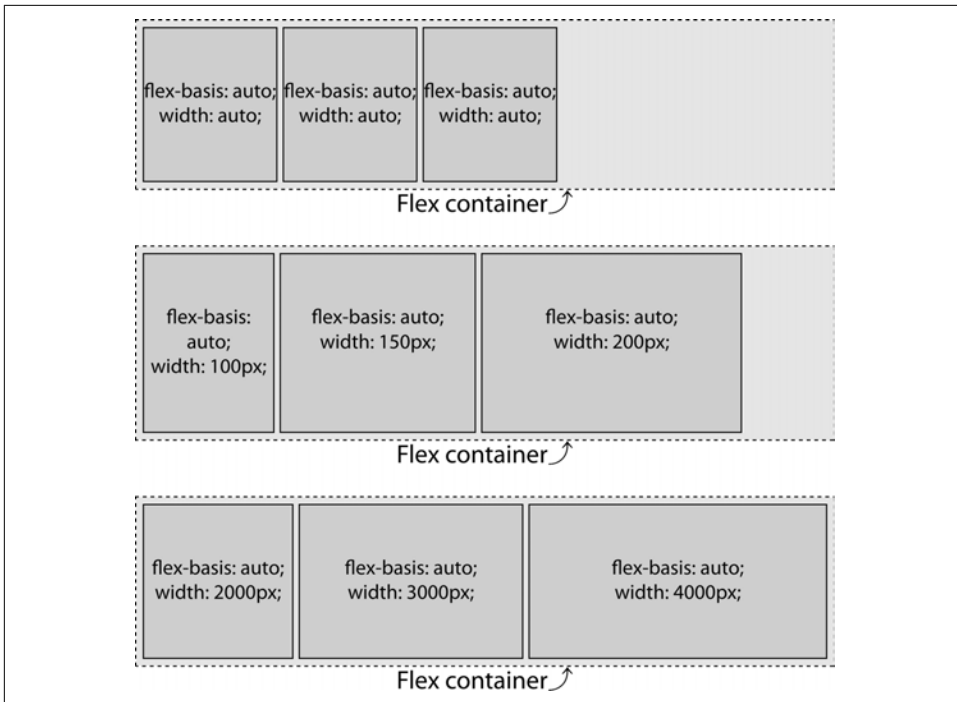 flex-basis: auto; flex-basis: auto; flex-basis: auto;
width: auto; width: auto; width: auto;
Flex container
flex-basis:
auto;
width: 100px;
flex-basis: auto;
width: 150px;
flex-basis: auto;
width: 200px;
Flex container
flex-basis: auto;
width: 2000px;
flex-basis: auto;
width: 3000px;
flex-basis: auto;
width: 4000px;
Flex container